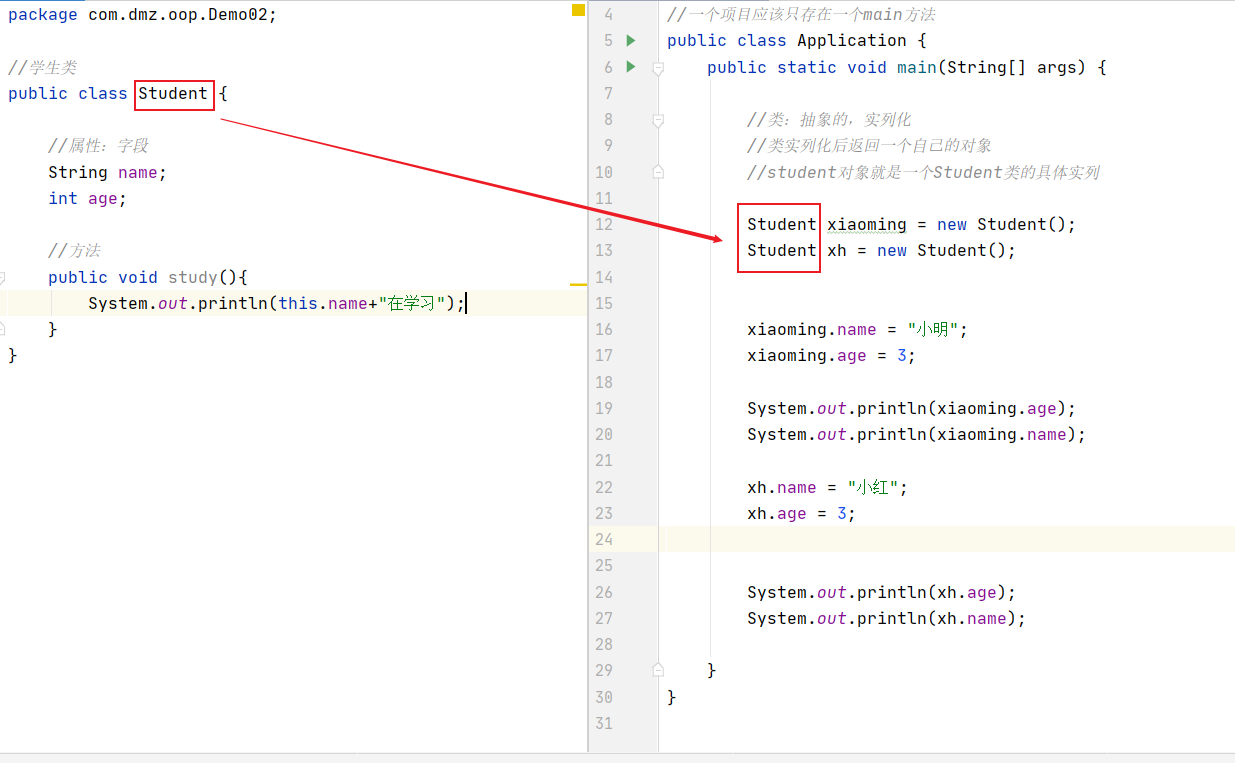 package com.dmz.oop.Demo02;
//学生类
public class Student {
//属性：字段
String name;
int age;
//方法
public void study(){
System.out.println(this.name+"在学习");
}
}
4 //一个项目应该只存在一个main方法
5 public class Application {
6 public static void main(String[] args) {
7
8 //类：抽象的，实列化
9 //类实列化后返回一个自己的对象
10 //student对象就是一个Student类的具体实列
11
12 Student xiaoming = new Student();
13 Student xh = new Student();
14
15
16 xiaoming.name = "小明";
17 xiaoming.age = 3;
18
19 System.out.println(xiaoming.age);
20 System.out.println(xiaoming.name);
21
22 xh.name = "小红";
23 xh.age = 3;
24
25
26 System.out.println(xh.age);
27 System.out.println(xh.name);
28
29 }
30 }
31